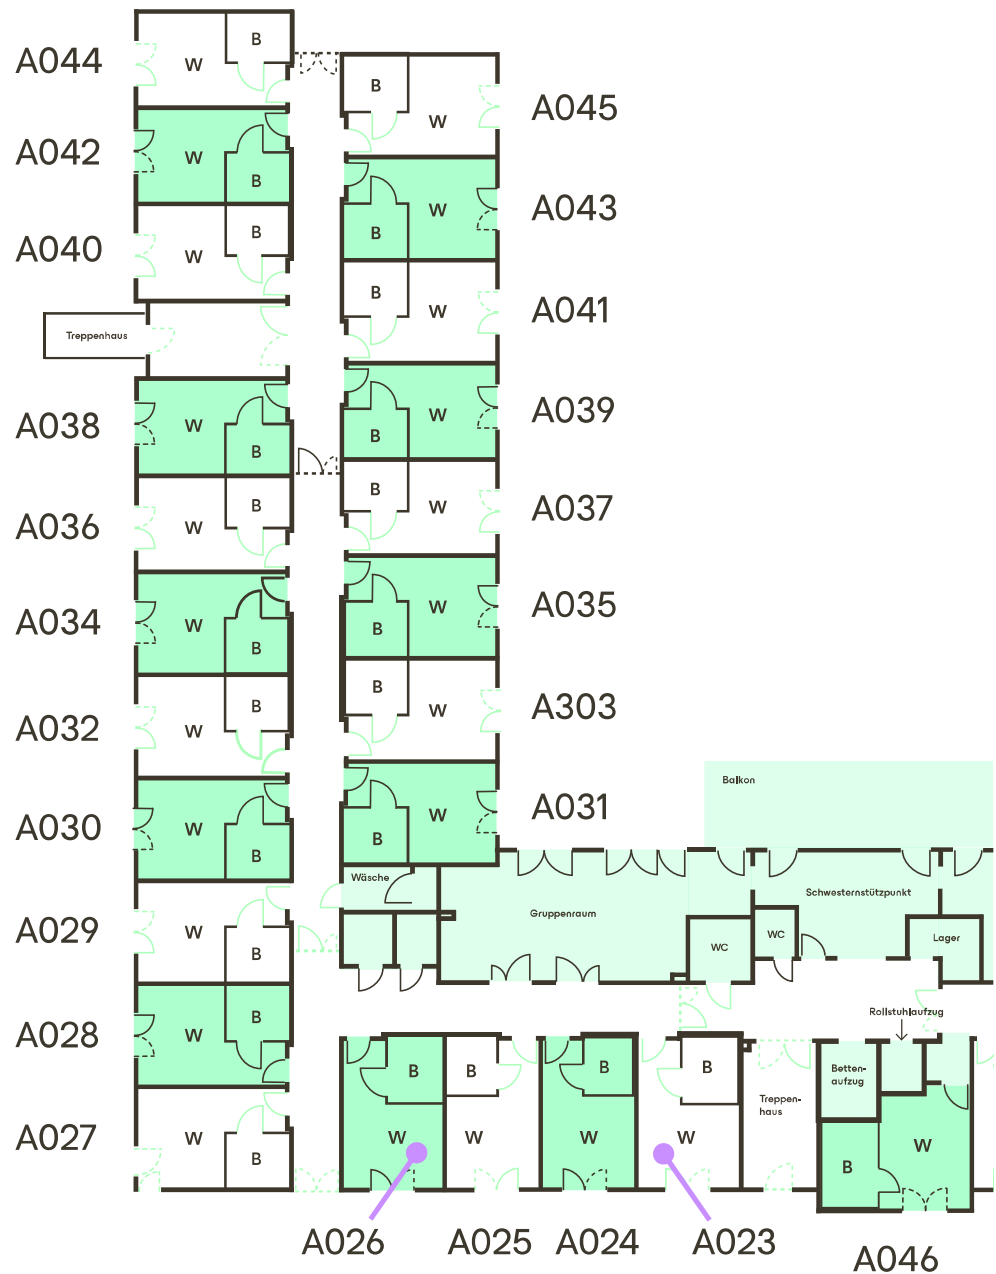 A044
W
B
B
W
A045
A042
W
B
W
A043
B
A040
W
B
B
W
A041
Treppenhaus
A038
W
B
W
A039
B
A036
W
B
B
W
A037
A034
W
B
W
A035
B
A032
W
B
B
W
A303
A030
W
B
W
A031
B
Balkon
Wäsche
Gruppenraum
Schwesternstützpunkt
A029
W
B
WC
WC
Lager
A028
W
B
Rollstuhlaufzug
B
B
B
B
Betten-
aufzug
Treppen-
haus
A027
W
B
W
W
W
W
B
W
A026
A025
A024
A023
A046